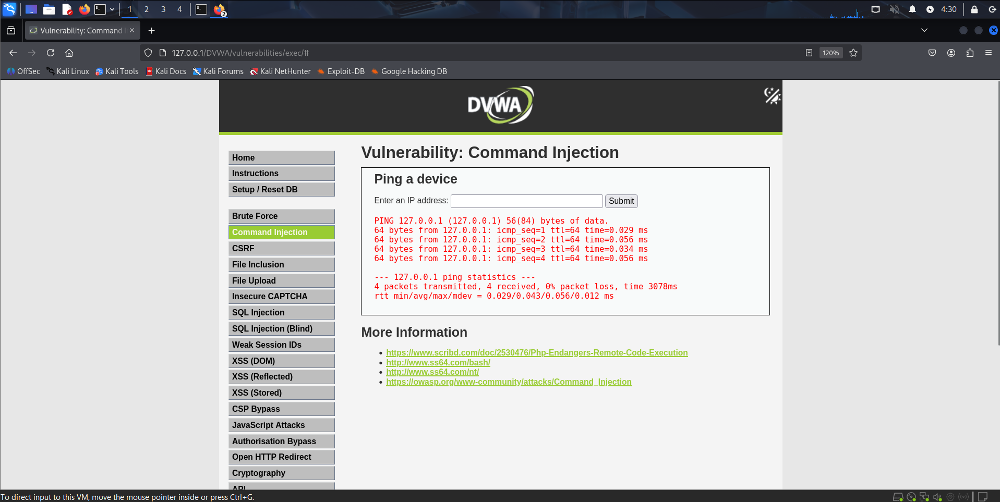 1 2 3 4
2
4:30
Vulnerability: Command I
127.0.0.1/DVWA/vulnerabilities/exec/#
120%
OffSec Kali Linux Kali Tools Kali Docs Kali Forums Kali NetHunter Exploit-DB Google Hacking DB
DVWA
Home
Instructions
Setup / Reset DB
Brute Force
Command Injection
CSRF
File Inclusion
File Upload
Insecure CAPTCHA
SQL Injection
SQL Injection (Blind)
Weak Session IDs
XSS (DOM)
XSS (Reflected)
XSS (Stored)
CSP Bypass
JavaScript Attacks
Authorisation Bypass
Open HTTP Redirect
Cryptography
API
Vulnerability: Command Injection
Ping a device
Enter an IP address: Submit
PING 127.0.0.1 (127.0.0.1) 56(84) bytes of data.
64 bytes from 127.0.0.1: icmp_seq=1 ttl=64 time=0.029 ms
64 bytes from 127.0.0.1: icmp_seq=2 ttl=64 time=0.056 ms
64 bytes from 127.0.0.1: icmp_seq=3 ttl=64 time=0.034 ms
64 bytes from 127.0.0.1: icmp_seq=4 ttl=64 time=0.056 ms
--- 127.0.0.1 ping statistics ---
4 packets transmitted, 4 received, 0% packet loss, time 3078ms
rtt min/avg/max/mdev = 0.029/0.043/0.056/0.012 ms
More Information
https://www.scribd.com/doc/2530476/Php-Endangers-Remote-Code-Execution
http://www.ss64.com/bash/
http://www.ss64.com/nt/
https://owasp.org/www-community/attacks/Command_Injection
To direct input to this VM, move the mouse pointer inside or press Ctrl+G.